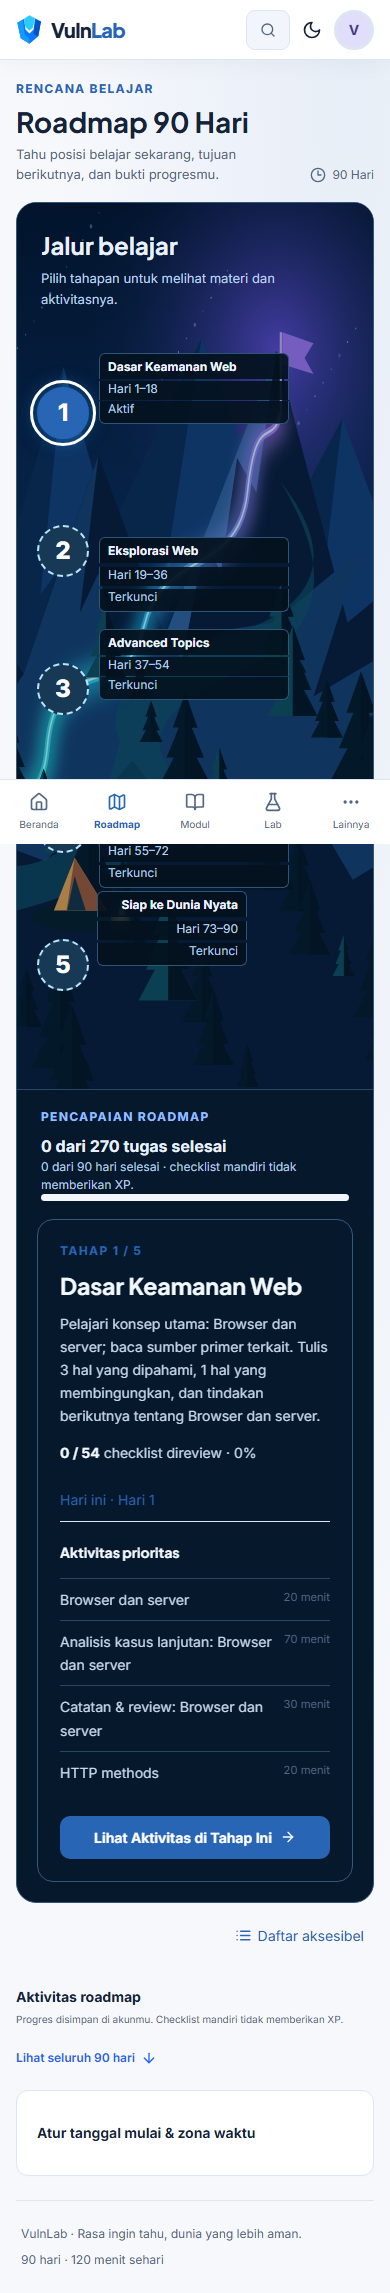 VulnLab
V
RENCANA BELAJAR
Roadmap 90 Hari
Tahu posisi belajar sekarang, tujuan
berikutnya, dan bukti progresmu.
90 Hari
Jalur belajar
Pilih tahapan untuk melihat materi dan
aktivitasnya.
1
Dasar Keamanan Web
Hari 1–18
Aktif
2
Eksplorasi Web
Hari 19–36
Terkunci
3
Advanced Topics
Hari 37–54
Terkunci
Beranda
Roadmap
Modul
Lab
Lainnya
Hari 55–72
Terkunci
5
Siap ke Dunia Nyata
Hari 73–90
Terkunci
PENCAPAIAN ROADMAP
0 dari 270 tugas selesai
0 dari 90 hari selesai · checklist mandiri tidak
memberikan XP.
TAHAP 1 / 5
Dasar Keamanan Web
Pelajari konsep utama: Browser dan
server; baca sumber primer terkait. Tulis
3 hal yang dipahami, 1 hal yang
membingungkan, dan tindakan
berikutnya tentang Browser dan server.
0 / 54 checklist direview · 0%
Hari ini · Hari 1
Aktivitas prioritas
Browser dan server
20 menit
Analisis kasus lanjutan: Browser
dan server
70 menit
Catatan & review: Browser dan
server
30 menit
HTTP methods
20 menit
Lihat Aktivitas di Tahap Ini
Daftar aksesibel
Aktivitas roadmap
Progres disimpan di akunmu. Checklist mandiri tidak memberikan XP.
Lihat seluruh 90 hari
Atur tanggal mulai & zona waktu
VulnLab · Rasa ingin tahu, dunia yang lebih aman.
90 hari · 120 menit sehari